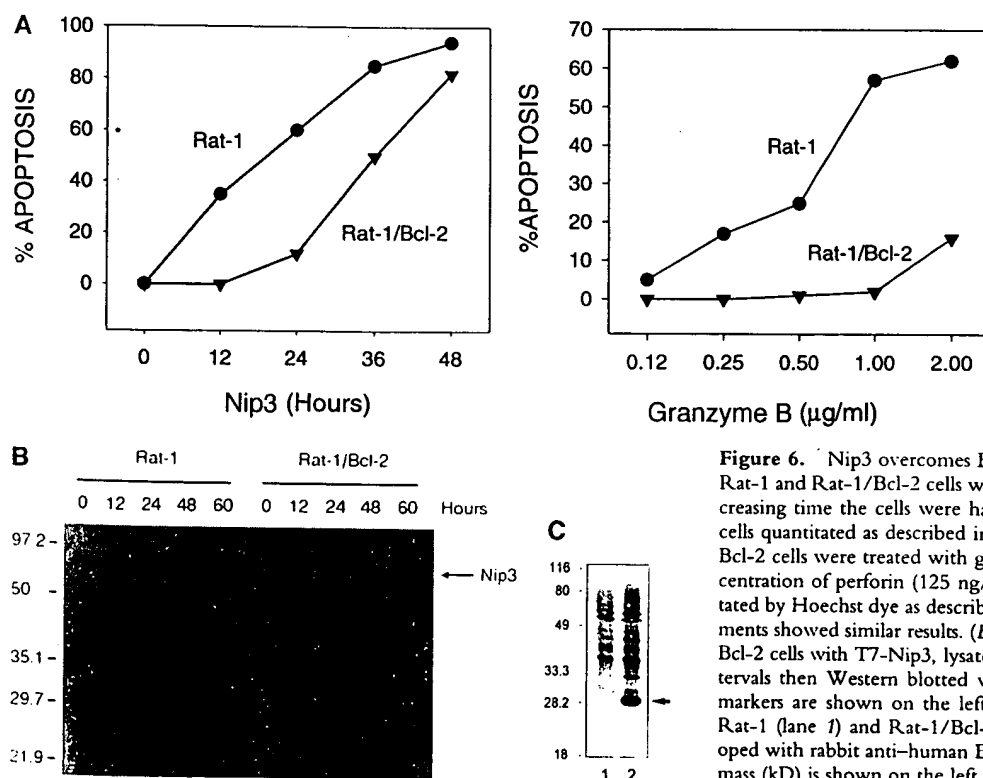 A
100
80
60
40
20
0
% APOPTOSIS
Rat-1
Rat-1/Bcl-2
0 12 24 36 48
Nip3 (Hours)
70
60
50
40
30
20
10
0
%APOPTOSIS
Rat-1
Rat-1/Bcl-2
0.12 0.25 0.50 1.00 2.00
Granzyme B (µg/ml)
B
Rat-1 Rat-1/Bcl-2
0 12 24 48 60 0 12 24 48 60 Hours
97 2 -
50 -
35.1 -
29.7 -
21.9 -
Nip3
C
116 -
80 -
49 -
33.3 -
28.2 -
18 -
1 2
Figure 6. Nip3 overcomes
Rat-1 and Rat-1/Bcl-2 cells
creasing time the cells were
cells quantitated as described
Bcl-2 cells were treated with
centration of perforin (125
tated by Hoechst dye as
ments showed similar results.
Bcl-2 cells with T7-Nip3,
tervals then Western blotted
markers are shown on the left
Rat-1 (lane 1) and
oped with rabbit anti–human
mass (kD) is shown on the left